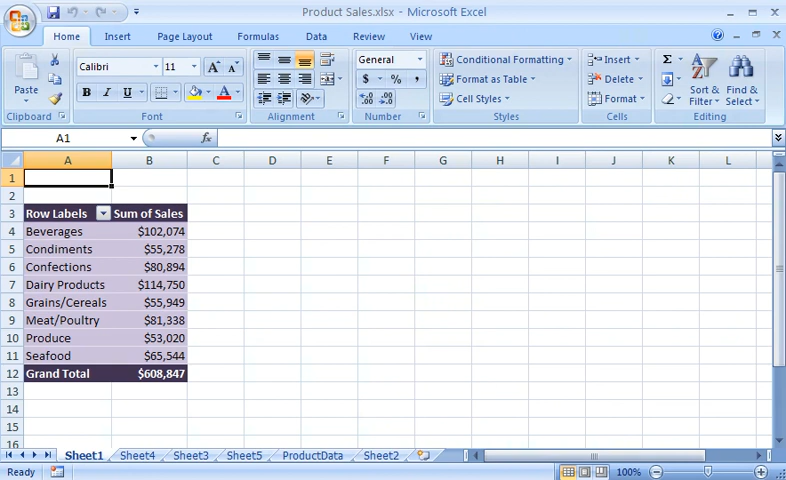 Product Sales.xlsx - Microsoft Excel
Home Insert Page Layout Formulas Data Review View
Paste
Clipboard
Calibri 11
B I U
Font
Alignment
General
$ % ,
Number
Conditional Formatting
Format as Table
Cell Styles
Styles
Insert
Delete
Format
Cells
Σ
Sort & Filter
Find & Select
Editing
A1 fx
A B C D E F G H I J K L
1
2
3 Row Labels Sum of Sales
4 Beverages $102,074
5 Condiments $55,278
6 Confections $80,894
7 Dairy Products $114,750
8 Grains/Cereals $55,949
9 Meat/Poultry $81,338
10 Produce $53,020
11 Seafood $65,544
12 Grand Total $608,847
13
14
15
16
Sheet1 Sheet4 Sheet3 Sheet5 ProductData Sheet2
Ready 100%